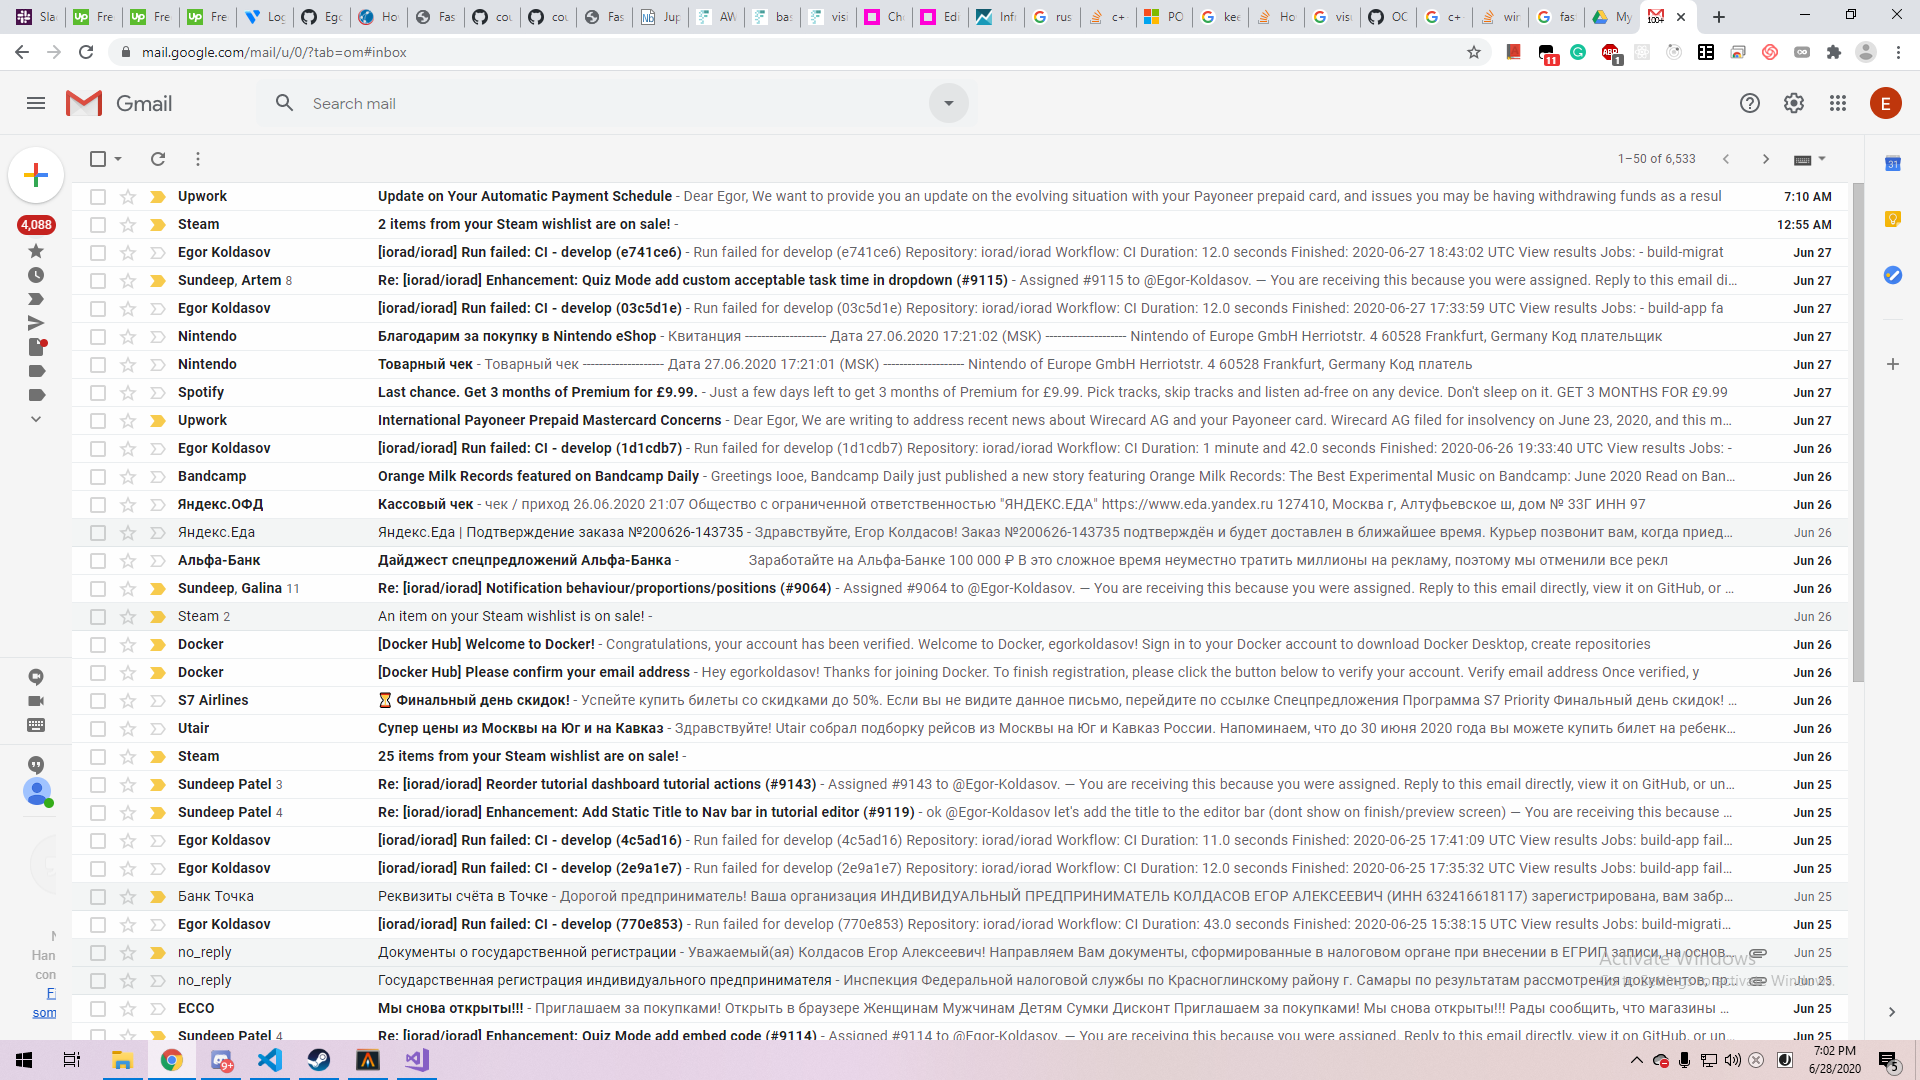 Sla
Fre
Fre
Fre
Log
Ego
Ho
Fas
cou
cou
Fas
Jup
AW
bas
visi
Ch
Edi
Infr
rus
c+
PO
kee
Ho
visu
OC
c+
wir
fas
My
100+
mail.google.com/mail/u/0/?tab=om#inbox
11
ABP
1
Gmail
Search mail
E
1–50 of 6,533
31
4,088
Upwork Update on Your Automatic Payment Schedule - Dear Egor, We want to provide you an update on the evolving situation with your Payoneer prepaid card, and issues you may be having withdrawing funds as a resul 7:10 AM
Steam 2 items from your Steam wishlist are on sale! - 12:55 AM
Egor Koldasov [iorad/iorad] Run failed: CI - develop (e741ce6) - Run failed for develop (e741ce6) Repository: iorad/iorad Workflow: CI Duration: 12.0 seconds Finished: 2020-06-27 18:43:02 UTC View results Jobs: - build-migrat Jun 27
Sundeep, Artem 8 Re: [iorad/iorad] Enhancement: Quiz Mode add custom acceptable task time in dropdown (#9115) - Assigned #9115 to @Egor-Koldasov. — You are receiving this because you were assigned. Reply to this email di... Jun 27
Egor Koldasov [iorad/iorad] Run failed: CI - develop (03c5d1e) - Run failed for develop (03c5d1e) Repository: iorad/iorad Workflow: CI Duration: 12.0 seconds Finished: 2020-06-27 17:33:59 UTC View results Jobs: - build-app fa Jun 27
Nintendo Благодарим за покупку в Nintendo eShop - Квитанция -------------------- Дата 27.06.2020 17:21:02 (MSK) -------------------- Nintendo of Europe GmbH Herriotstr. 4 60528 Frankfurt, Germany Код плательщик Jun 27
Nintendo Товарный чек - Товарный чек -------------------- Дата 27.06.2020 17:21:01 (MSK) -------------------- Nintendo of Europe GmbH Herriotstr. 4 60528 Frankfurt, Germany Код платель Jun 27
Spotify Last chance. Get 3 months of Premium for £9.99. - Just a few days left to get 3 months of Premium for £9.99. Pick tracks, skip tracks and listen ad-free on any device. Don't sleep on it. GET 3 MONTHS FOR £9.99 Jun 27
Upwork International Payoneer Prepaid Mastercard Concerns - Dear Egor, We are writing to address recent news about Wirecard AG and your Payoneer card. Wirecard AG filed for insolvency on June 23, 2020, and this m... Jun 27
Egor Koldasov [iorad/iorad] Run failed: CI - develop (1d1cdb7) - Run failed for develop (1d1cdb7) Repository: iorad/iorad Workflow: CI Duration: 1 minute and 42.0 seconds Finished: 2020-06-26 19:33:40 UTC View results Jobs: - Jun 26
Bandcamp Orange Milk Records featured on Bandcamp Daily - Greetings Iooe, Bandcamp Daily just published a new story featuring Orange Milk Records: The Best Experimental Music on Bandcamp: June 2020 Read on Ban... Jun 26
Яндекс.ОФД Кассовый чек - чек / приход 26.06.2020 21:07 Общество с ограниченной ответственностью "ЯНДЕКС.ЕДА" https://www.eda.yandex.ru 127410, Москва г, Алтуфьевское ш, дом № 33Г ИНН 97 Jun 26
Яндекс.Еда Яндекс.Еда | Подтверждение заказа №200626-143735 - Здравствуйте, Егор Колдасов! Заказ №200626-143735 подтверждён и будет доставлен в ближайшее время. Курьер позвонит вам, когда приед... Jun 26
Альфа-Банк Дайджест спецпредложений Альфа-Банка - Заработайте на Альфа-Банке 100 000 ₽ В это сложное время неуместно тратить миллионы на рекламу, поэтому мы отменили все рекл Jun 26
Sundeep, Galina 11 Re: [iorad/iorad] Notification behaviour/proportions/positions (#9064) - Assigned #9064 to @Egor-Koldasov. — You are receiving this because you were assigned. Reply to this email directly, view it on GitHub, or ... Jun 26
Steam 2 An item on your Steam wishlist is on sale! - Jun 26
Docker [Docker Hub] Welcome to Docker! - Congratulations, your account has been verified. Welcome to Docker, egorkoldasov! Sign in to your Docker account to download Docker Desktop, create repositories Jun 26
Docker [Docker Hub] Please confirm your email address - Hey egorkoldasov! Thanks for joining Docker. To finish registration, please click the button below to verify your account. Verify email address Once verified, y Jun 26
S7 Airlines ⌛ Финальный день скидок! - Успейте купить билеты со скидками до 50%. Если вы не видите данное письмо, перейдите по ссылке Спецпредложения Программа S7 Priority Финальный день скидок! ... Jun 26
Utair Супер цены из Москвы на Юг и на Кавказ - Здравствуйте! Utair собрал подборку рейсов из Москвы на Юг и Кавказ России. Напоминаем, что до 30 июня 2020 года вы можете купить билет на ребенк... Jun 26
Steam 25 items from your Steam wishlist are on sale! - Jun 26
Sundeep Patel 3 Re: [iorad/iorad] Reorder tutorial dashboard tutorial actions (#9143) - Assigned #9143 to @Egor-Koldasov. — You are receiving this because you were assigned. Reply to this email directly, view it on GitHub, or un... Jun 25
Sundeep Patel 4 Re: [iorad/iorad] Enhancement: Add Static Title to Nav bar in tutorial editor (#9119) - ok @Egor-Koldasov let's add the title to the editor bar (dont show on finish/preview screen) — You are receiving this because ... Jun 25
Egor Koldasov [iorad/iorad] Run failed: CI - develop (4c5ad16) - Run failed for develop (4c5ad16) Repository: iorad/iorad Workflow: CI Duration: 11.0 seconds Finished: 2020-06-25 17:41:09 UTC View results Jobs: build-app fail... Jun 25
Egor Koldasov [iorad/iorad] Run failed: CI - develop (2e9a1e7) - Run failed for develop (2e9a1e7) Repository: iorad/iorad Workflow: CI Duration: 12.0 seconds Finished: 2020-06-25 17:35:32 UTC View results Jobs: build-app fail... Jun 25
Банк Точка Реквизиты счёта в Точке - Дорогой предприниматель! Ваша организация ИНДИВИДУАЛЬНЫЙ ПРЕДПРИНИМАТЕЛЬ КОЛДАСОВ ЕГОР АЛЕКСЕЕВИЧ (ИНН 632416618117) зарегистрирована, вам забр... Jun 25
Egor Koldasov [iorad/iorad] Run failed: CI - develop (770e853) - Run failed for develop (770e853) Repository: iorad/iorad Workflow: CI Duration: 43.0 seconds Finished: 2020-06-25 15:38:15 UTC View results Jobs: build-migrati... Jun 25
no_reply Документы о государственной регистрации - Уважаемый(ая) Колдасов Егор Алексеевич! Направляем Вам документы, сформированные в налоговом органе при внесении в ЕГРИП записи, на основ... Jun 25
no_reply Государственная регистрация индивидуального предпринимателя - Инспекция Федеральной налоговой службы по Красноглинскому району г. Самары по результатам рассмотрения документов, пр... Jun 25
ECCO Мы снова открыты!!! - Приглашаем за покупками! Открыть в браузере Женщинам Мужчинам Детям Сумки Дисконт Приглашаем за покупками! Мы снова открыты!!! Рады сообщить, что магазины ... Jun 25
Sundeep Patel 4 Re: [iorad/iorad] Enhancement: Quiz Mode add embed code (#9114) - Assigned #9114 to @Egor-Koldasov. — You are receiving this because you were assigned. Reply to this email directly, view it on GitHub, or un... Jun 25
Han
con
som
Activate Windows
Go to Settings to activate Windows.
9+
7:02 PM
6/28/2020
5